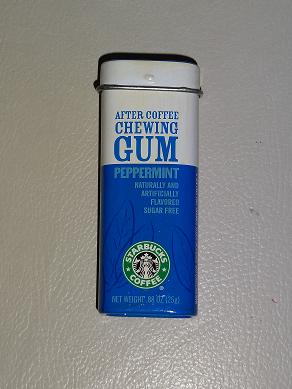 AFTER COFFEE
CHEWING
GUM
PEPPERMINT
NATURALLY AND
ARTIFICIALLY
FLAVORED
SUGAR FREE
STARBUCKS
COFFEE
®
NET WEIGHT .88 OZ (25g)